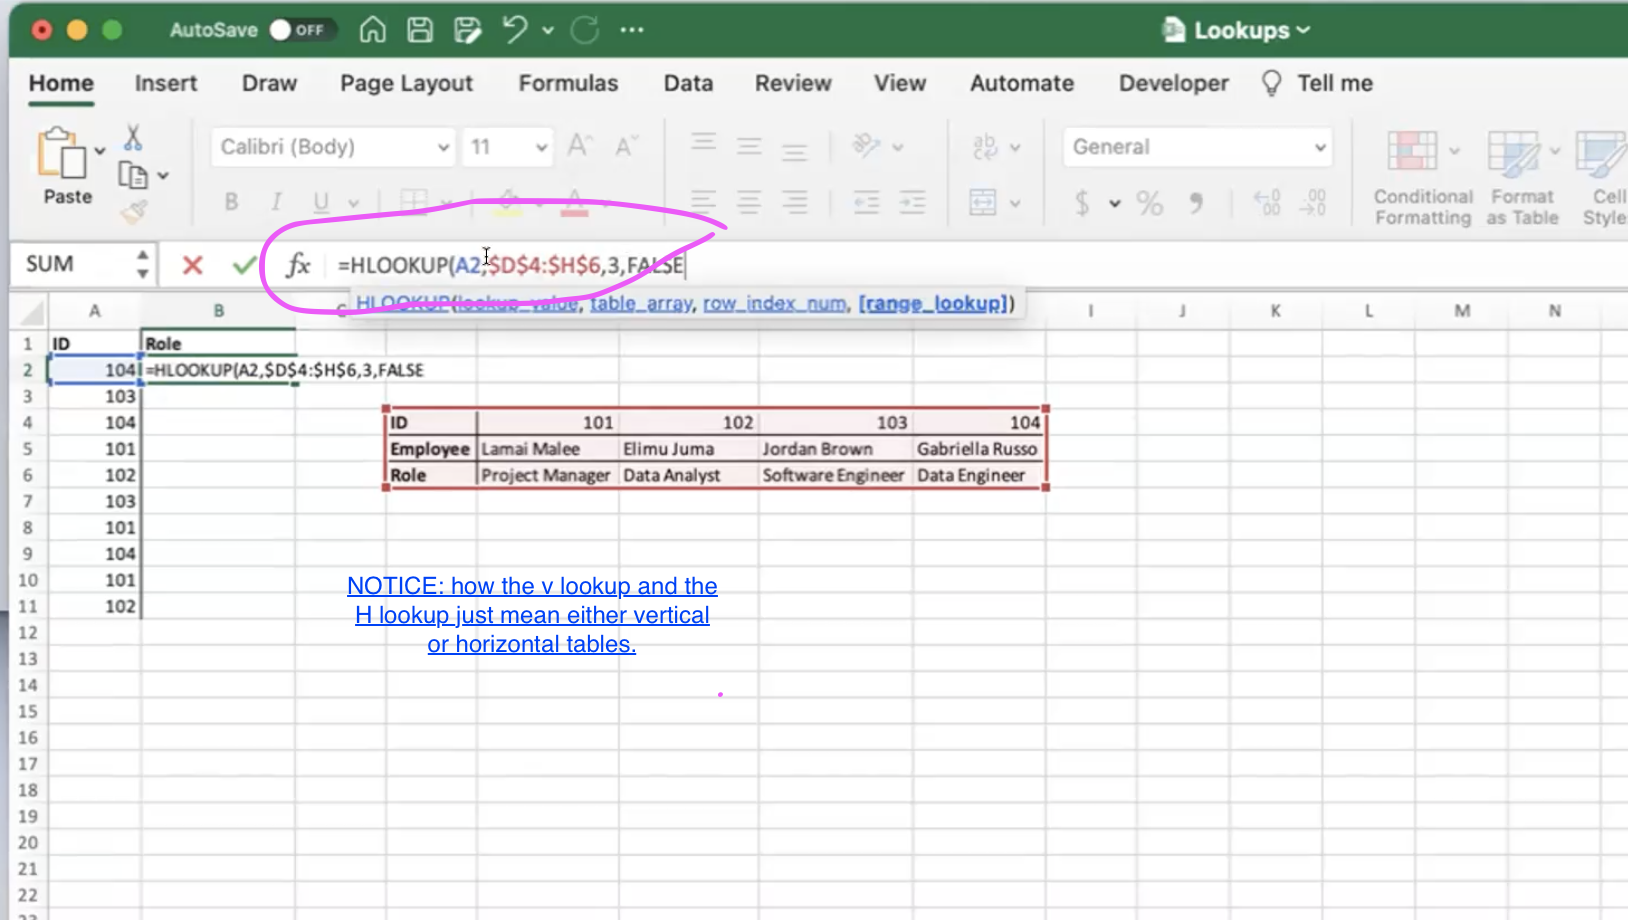 AutoSave OFF Lookups
Home Insert Draw Page Layout Formulas Data Review View Automate Developer Tell me
Paste Calibri (Body) 11 A A General Conditional Formatting Format as Table Cell Style
B I U A ab $ % 9 .00
SUM fx =HLOOKUP(A2,$D$4:$H$6,3,FALSE
HLOOKUP(lookup_value, table_array, row_index_num, [range_lookup])
A B C I J K L M N
1 ID Role
2 104 =HLOOKUP(A2,$D$4:$H$6,3,FALSE
3 103
4 104 ID 101 102 103 104
5 101 Employee Lamai Malee Elimu Juma Jordan Brown Gabriella Russo
6 102 Role Project Manager Data Analyst Software Engineer Data Engineer
7 103
8 101
9 104
10 101
11 102
NOTICE: how the v lookup and the
H lookup just mean either vertical
or horizontal tables.
12
13
14
15
16
17
18
19
20
21
22